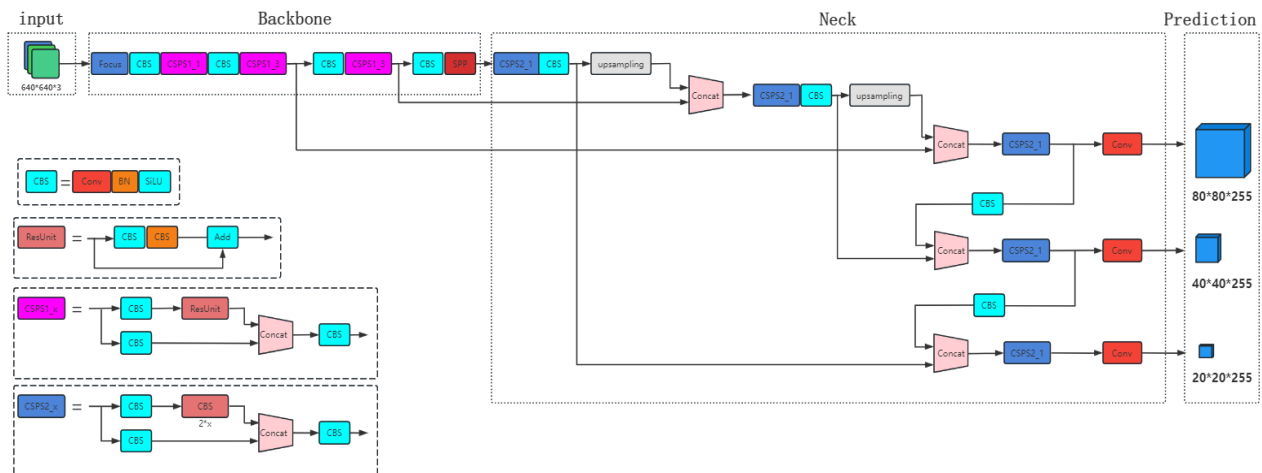 input Backbone Neck Prediction
640*640*3
Focus CBS CSPS1_1 CBS CSPS1_3 CBS CSPS1_3 CBS SPP CSPS2_1 CBS upsampling
Concat CSPS2_1 CBS upsampling
Concat CSPS2_1 Conv
80*80*255
CBS
Concat CSPS2_1 Conv
40*40*255
CBS
Concat CSPS2_1 Conv
20*20*255
CBS = Conv BN SiLU
ResUnit = CBS CBS Add
CSPS1_x = CBS ResUnit
Concat CBS
CBS
CSPS2_x = CBS CBS
2*x
Concat CBS
CBS